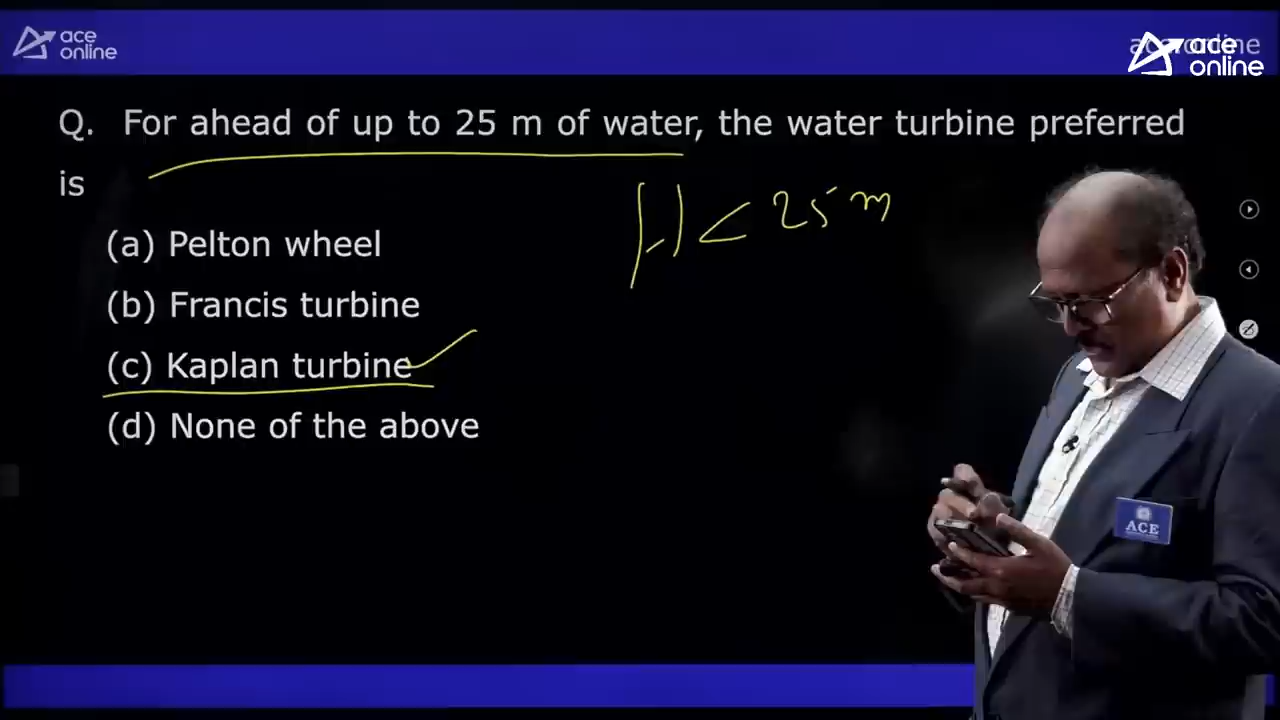 ace
online
ace
online
Q. For ahead of up to 25 m of water, the water turbine preferred
is
H < 25 m
(a) Pelton wheel
(b) Francis turbine
(c) Kaplan turbine
(d) None of the above
ACE